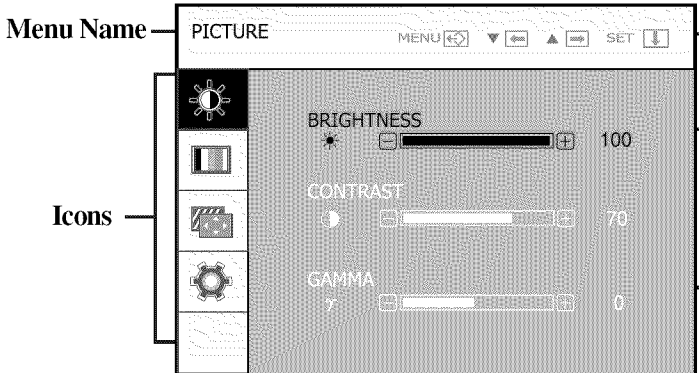 Menu Name
PICTURE
MENU ▼ ▲ SET
BRIGHTNESS
100
CONTRAST
70
Icons
GAMMA
γ 0